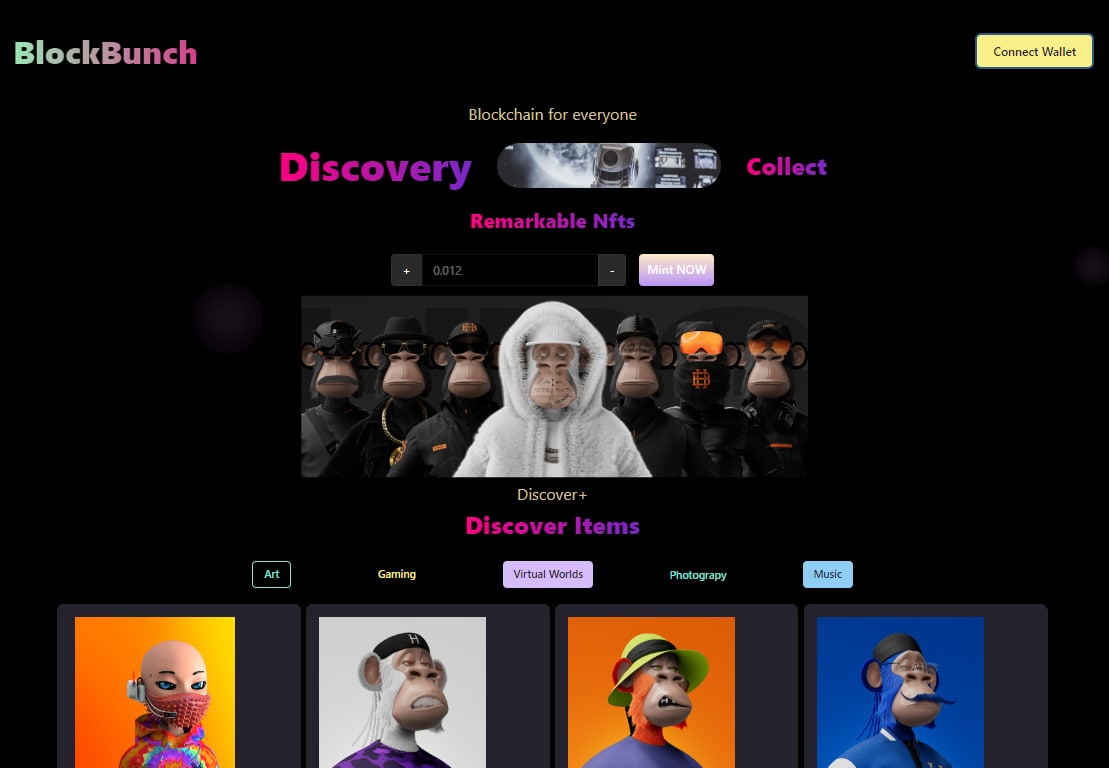 BlockBunch
Connect Wallet
Blockchain for everyone
Discovery
Collect
Remarkable Nfts
+ 0.012 - Mint NOW
Discover+
Discover Items
Art Gaming Virtual Worlds Photograpy Music